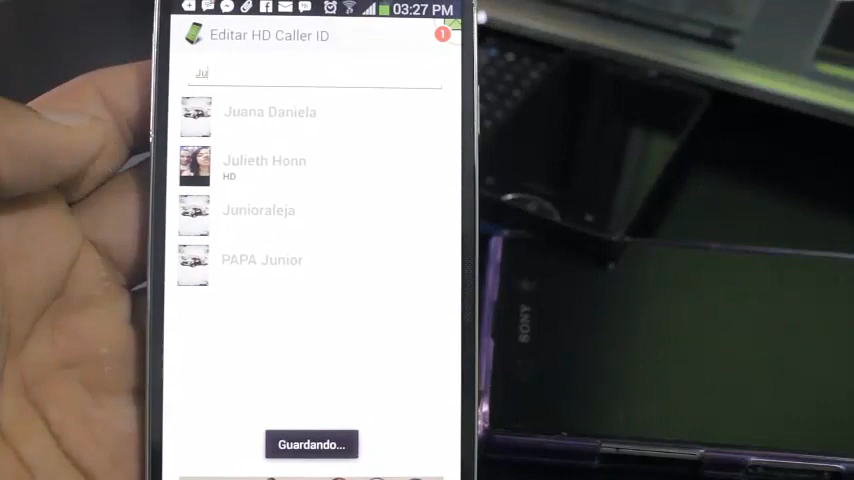 03:27 PM
Editar HD Caller ID
1
Ju
Juana Daniela
Julieth Honn
HD
Junioraleja
PAPA Junior
Guardando...
SONY